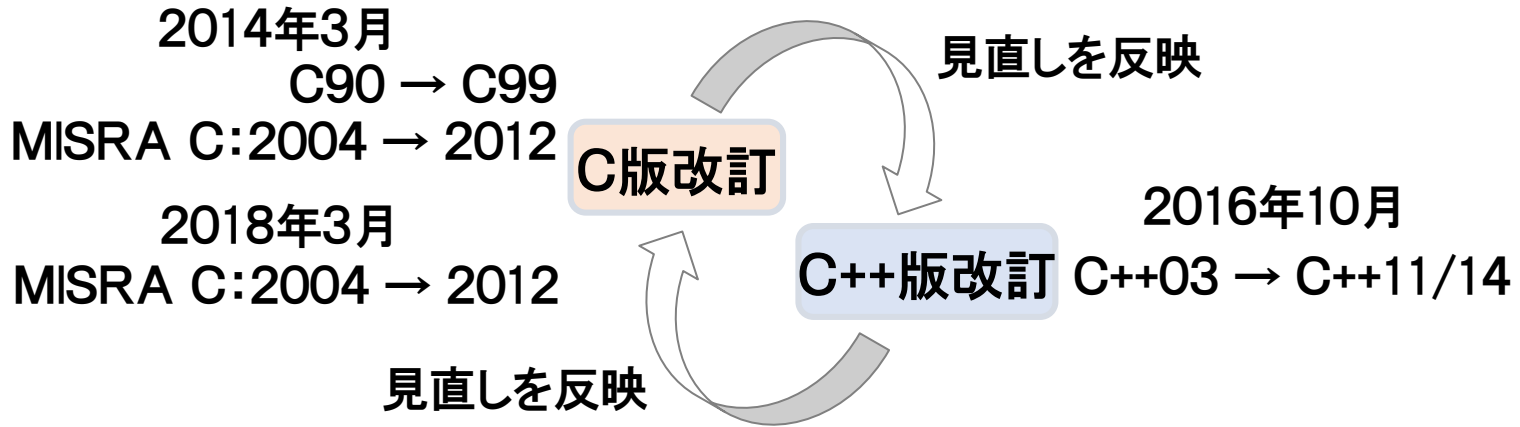 2014年3月
C90 → C99
MISRA C：2004 → 2012
C版改訂
見直しを反映
2018年3月
MISRA C：2004 → 2012
2016年10月
C++版改訂
C++03 → C++11/14
見直しを反映